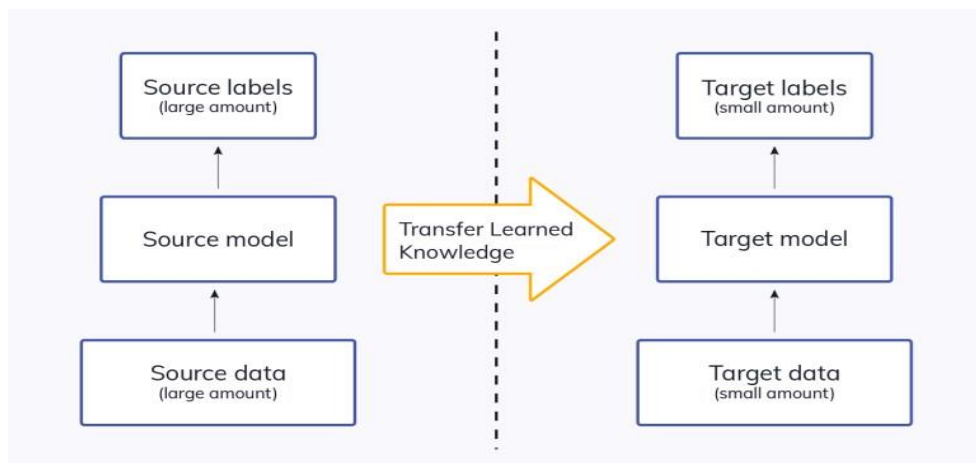 Source labels
(large amount)
Target labels
(small amount)
Source model
Transfer Learned
Knowledge
Target model
Source data
(large amount)
Target data
(small amount)